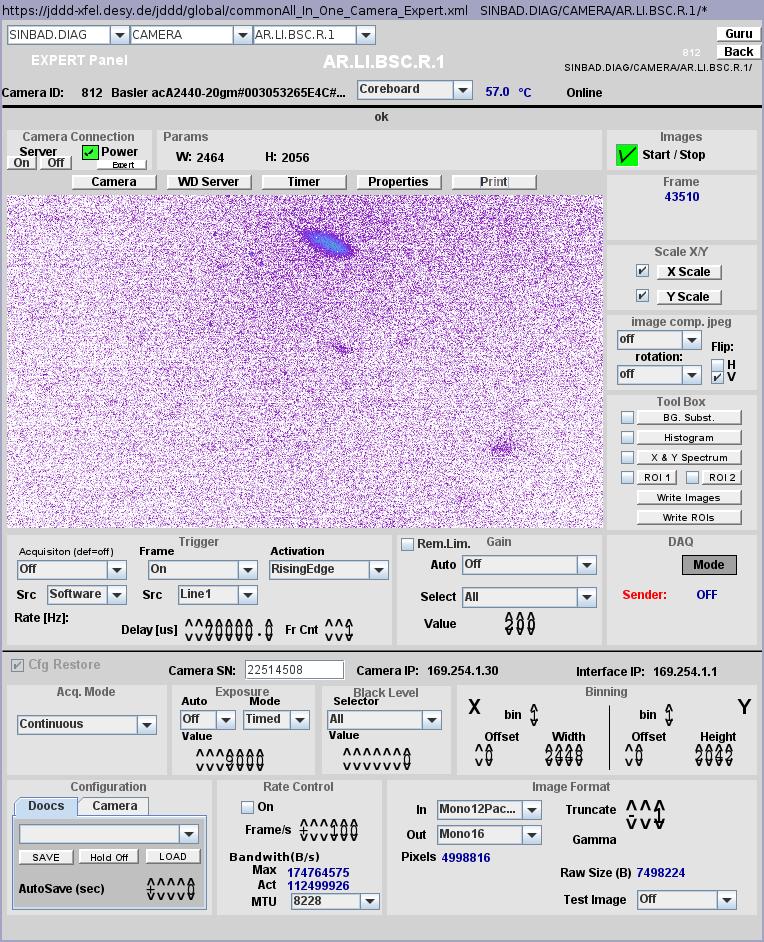 https://jddd-xfel.desy.de/jddd/global/commonAll_In_One_Camera_Expert.xml SINBAD.DIAG/CAMERA/AR.LI.BSC.R.1/*
SINBAD.DIAG CAMERA AR.LI.BSC.R.1 Guru
EXPERT Panel AR.LI.BSC.R.1 812 Back
SINBAD.DIAG/CAMERA/AR.LI.BSC.R.1/
Camera ID: 812 Basler acA2440-20gm#003053265E4C#... Coreboard 57.0 °C Online
ok
Camera Connection Params Images
Server Power W: 2464 H: 2056 Start / Stop
On Off Expert
Camera WD Server Timer Properties Print Frame
43510
Scale X/Y
X Scale
Y Scale
image comp. jpeg
off Flip:
rotation: H
off V
Tool Box
BG. Subst.
Histogram
X & Y Spectrum
ROI 1 ROI 2
Write Images
Write ROIs
Trigger Rem.Lim. Gain DAQ
Acquisiton (def=off) Frame Activation
Off On RisingEdge Auto Off Mode
Src Software Src Line1 Select All Sender: OFF
Rate [Hz]: Delay[us] Fr Cnt 1 Value 200
Cfg Restore Camera SN: 22514508 Camera IP: 169.254.1.30 Interface IP: 169.254.1.1
Acq. Mode Exposure Black Level Binning
Auto Mode Selector X bin 1 bin 1 Y
Continuous Off Timed All
Value Value Offset Width Offset Height
9000 0 0 2448 0 2042
Configuration Rate Control Image Format
Doocs Camera On In Mono12Pac... Truncate 1
Frame/s 100 Out Mono16 Gamma
SAVE Hold Off LOAD Bandwith(B/s) Pixels 4998816
Max 174764575 Raw Size (B) 7498224
AutoSave (sec) 0 Act 112499926
MTU 8228 Test Image Off